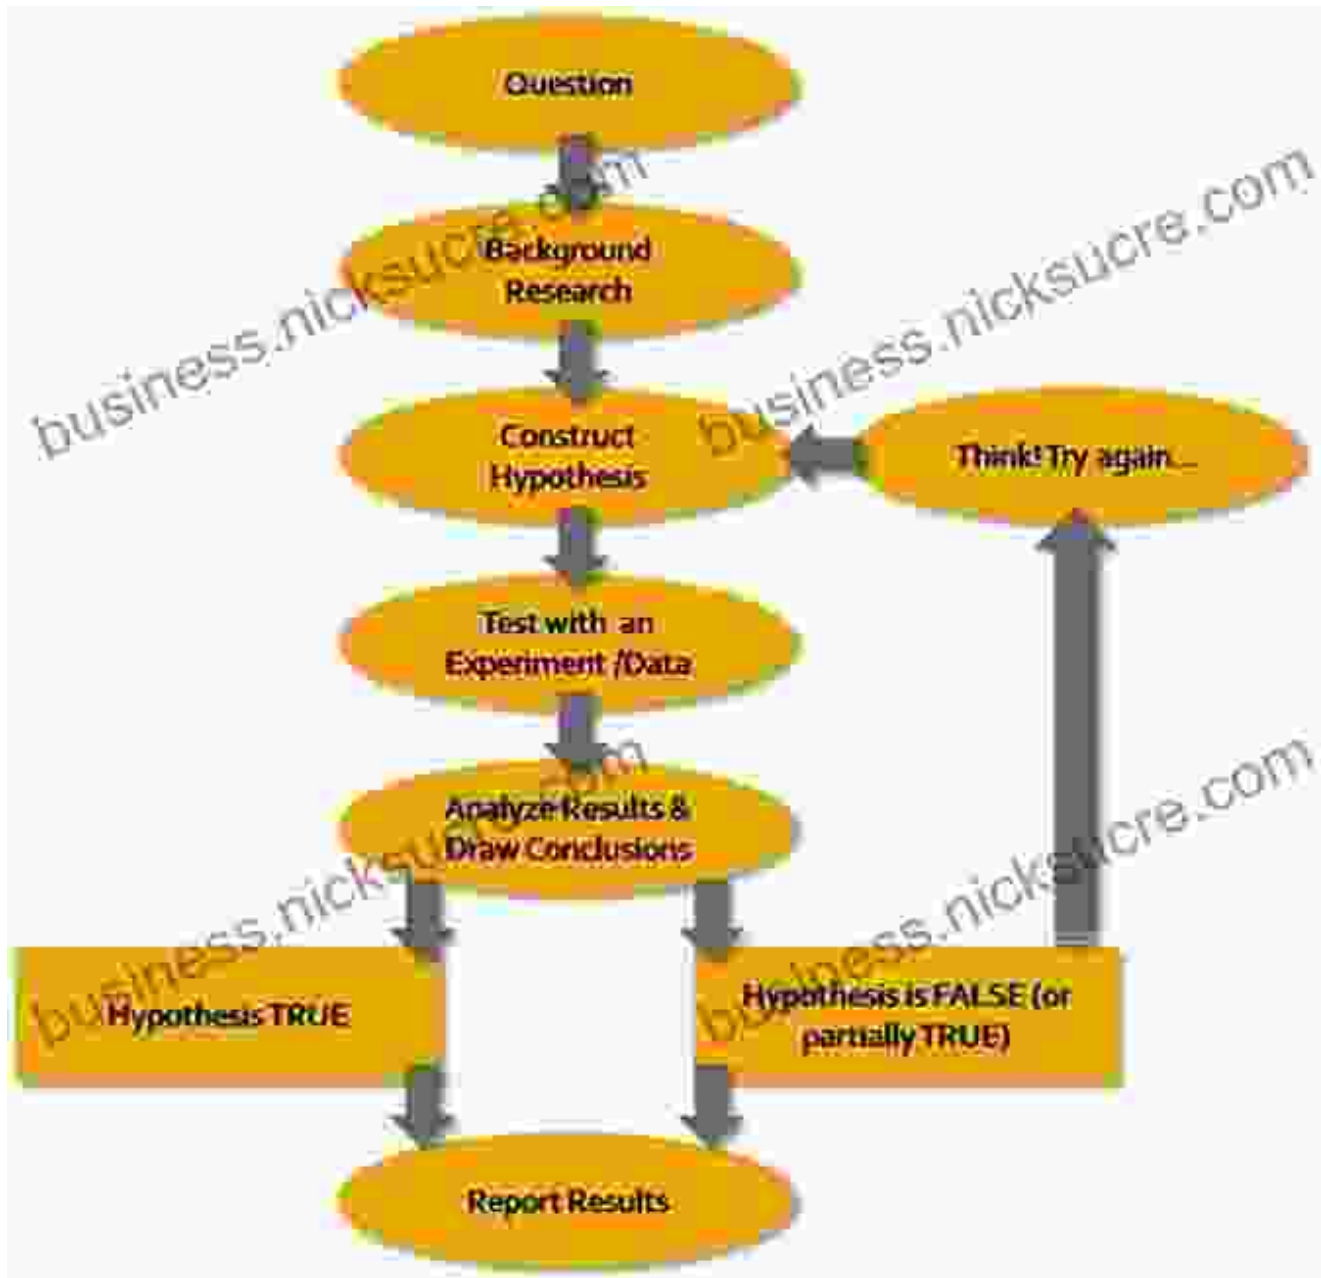 Question
Background
Research
Construct
Hypothesis
Think! Try again...
Test with an
Experiment /Data
Analyze Results &
Draw Conclusions
Hypothesis TRUE
Hypothesis is FALSE (or
partially TRUE)
Report Results
business.nicksucre.com
business.nicksucre.com
business.nicksucre.com
business.nicksucre.com